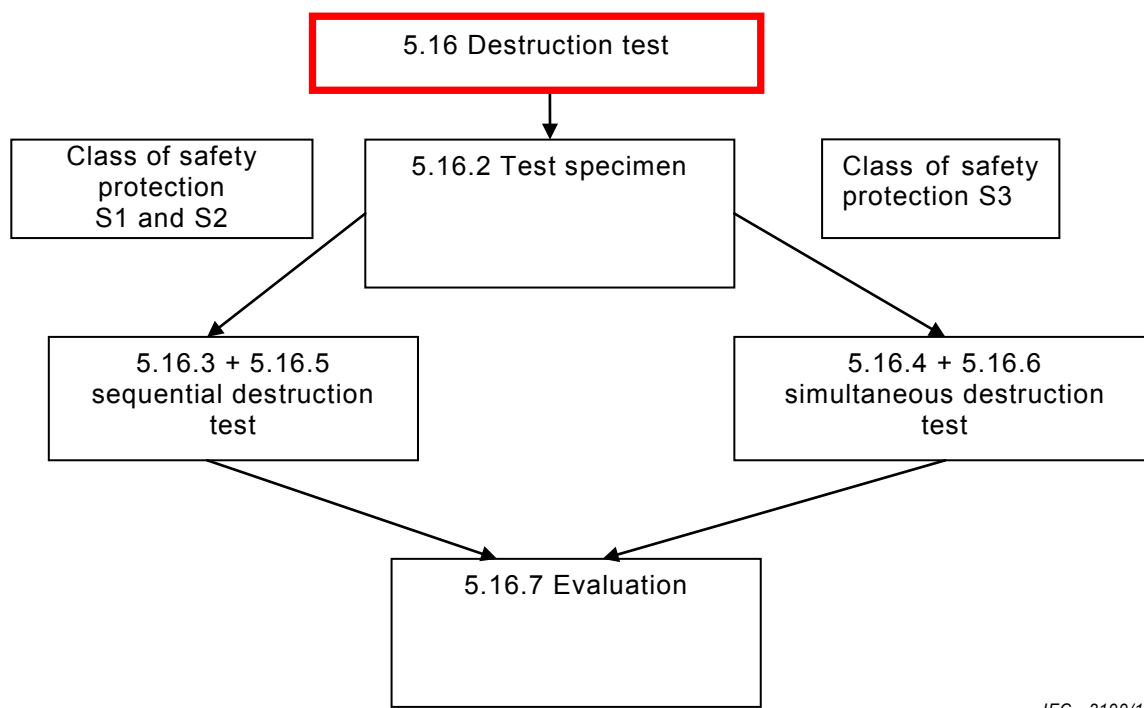 5.16 Destruction test
Class of safety
protection
S1 and S2
5.16.2 Test specimen
Class of safety
protection S3
5.16.3 + 5.16.5
sequential destruction
test
5.16.4 + 5.16.6
simultaneous destruction
test
5.16.7 Evaluation